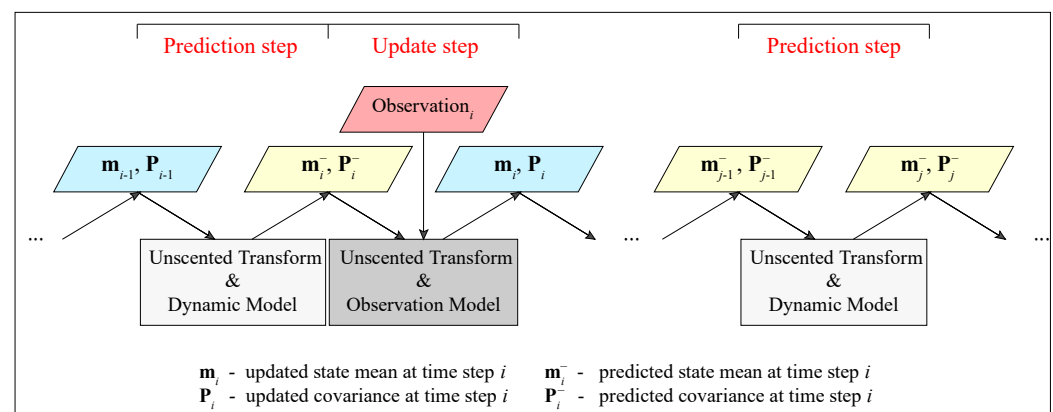 Prediction step Update step Prediction step
Observation_i
m_{i-1}, P_{i-1} m_i^-, P_i^- m_i, P_i m_{j-1}^-, P_{j-1}^- m_j^-, P_j^-
... ... ...
Unscented Transform Unscented Transform Unscented Transform
& & &
Dynamic Model Observation Model Dynamic Model
m_i - updated state mean at time step i m_i^- - predicted state mean at time step i
P_i - updated covariance at time step i P_i^- - predicted covariance at time step i